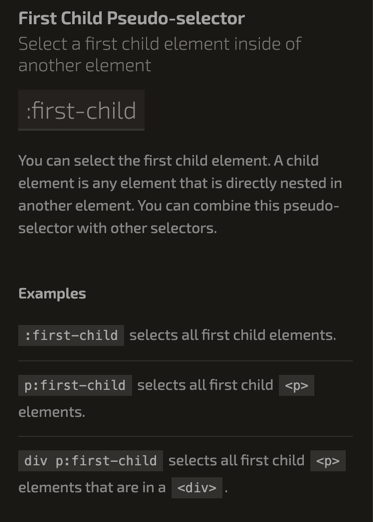 First Child Pseudo-selector
Select a first child element inside of
another element
:first-child
You can select the first child element. A child
element is any element that is directly nested in
another element. You can combine this pseudo-
selector with other selectors.
Examples
:first-child selects all first child elements.
p:first-child selects all first child <p>
elements.
div p:first-child selects all first child <p>
elements that are in a <div> .